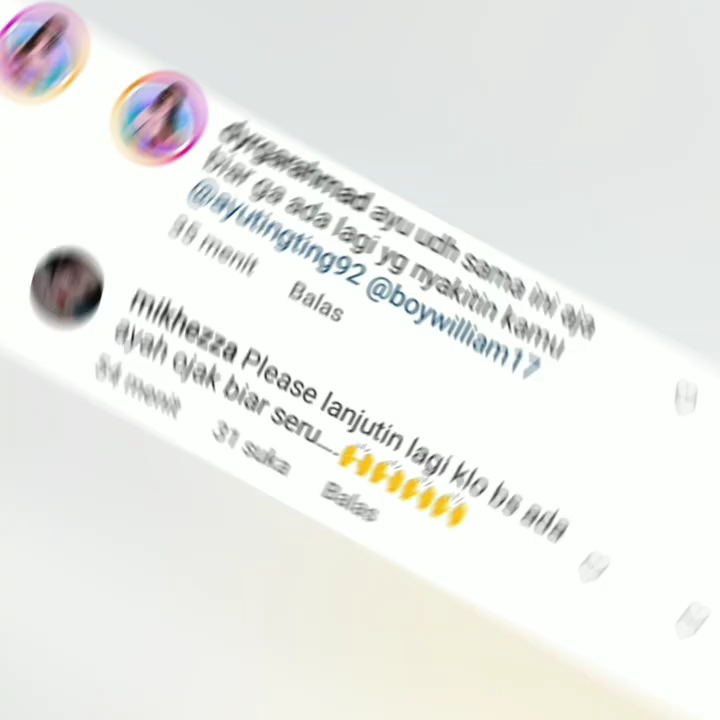 ayu udh sama ini aja
biar ga ada lagi yg nyakitin kamu
@ayutingting92 @boywilliam17
menit Balas
mikhezza Please lanjutin lagi klo bs ada
ayah ojak biar seru....🙌🙌🙌🙌
34 menit 31 suka Balas